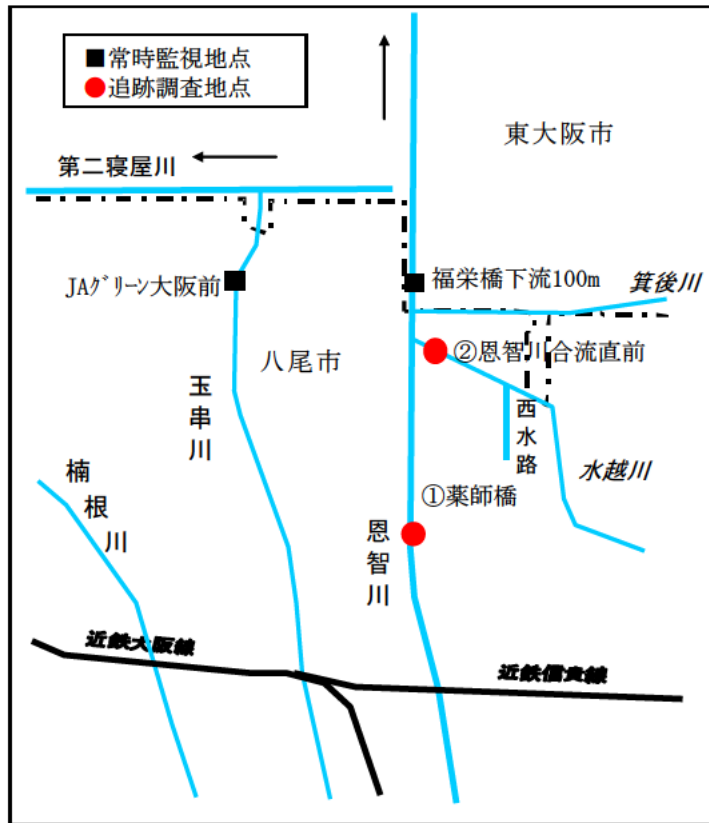 ■常時監視地点
●追跡調査地点
東大阪市
第二寝屋川
JAグリーン大阪前
福栄橋下流100m
箕後川
八尾市
②恩智川合流直前
玉串川
西水路
水越川
楠根川
①薬師橋
恩智川
近鉄大阪線
近鉄信貴線